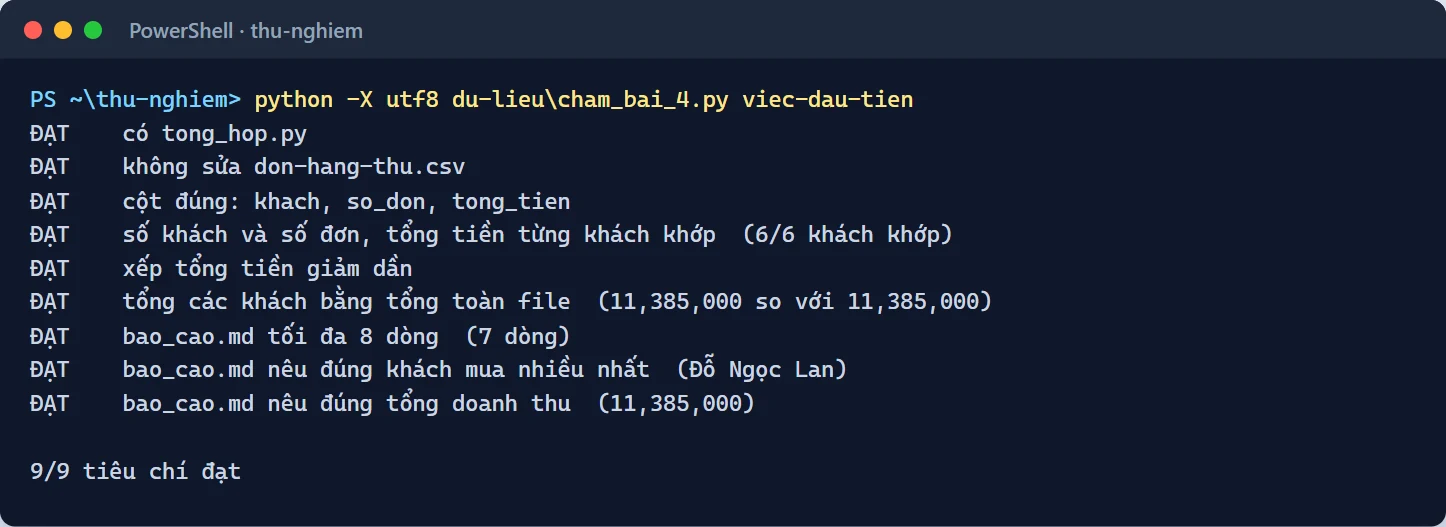 PowerShell · thu-nghiem
PS ~\thu-nghiem> python -X utf8 du-lieu\cham_bai_4.py viec-dau-tien
ĐẠT    có tong_hop.py
ĐẠT    không sửa don-hang-thu.csv
ĐẠT    cột đúng: khach, so_don, tong_tien
ĐẠT    số khách và số đơn, tổng tiền từng khách khớp  (6/6 khách khớp)
ĐẠT    xếp tổng tiền giảm dần
ĐẠT    tổng các khách bằng tổng toàn file  (11,385,000 so với 11,385,000)
ĐẠT    bao_cao.md tối đa 8 dòng  (7 dòng)
ĐẠT    bao_cao.md nêu đúng khách mua nhiều nhất  (Đỗ Ngọc Lan)
ĐẠT    bao_cao.md nêu đúng tổng doanh thu  (11,385,000)
9/9 tiêu chí đạt